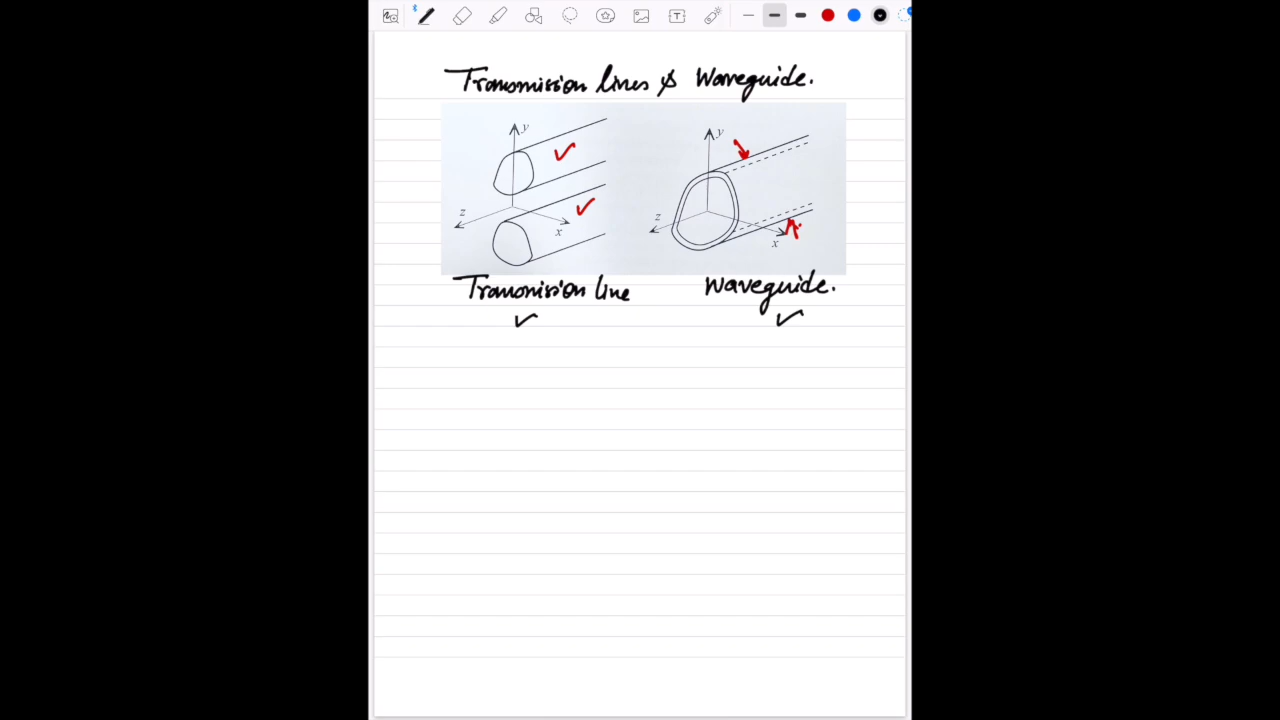 Transmission lines & Waveguide.
y
y
z
x
z
x
Transmission line
Waveguide.